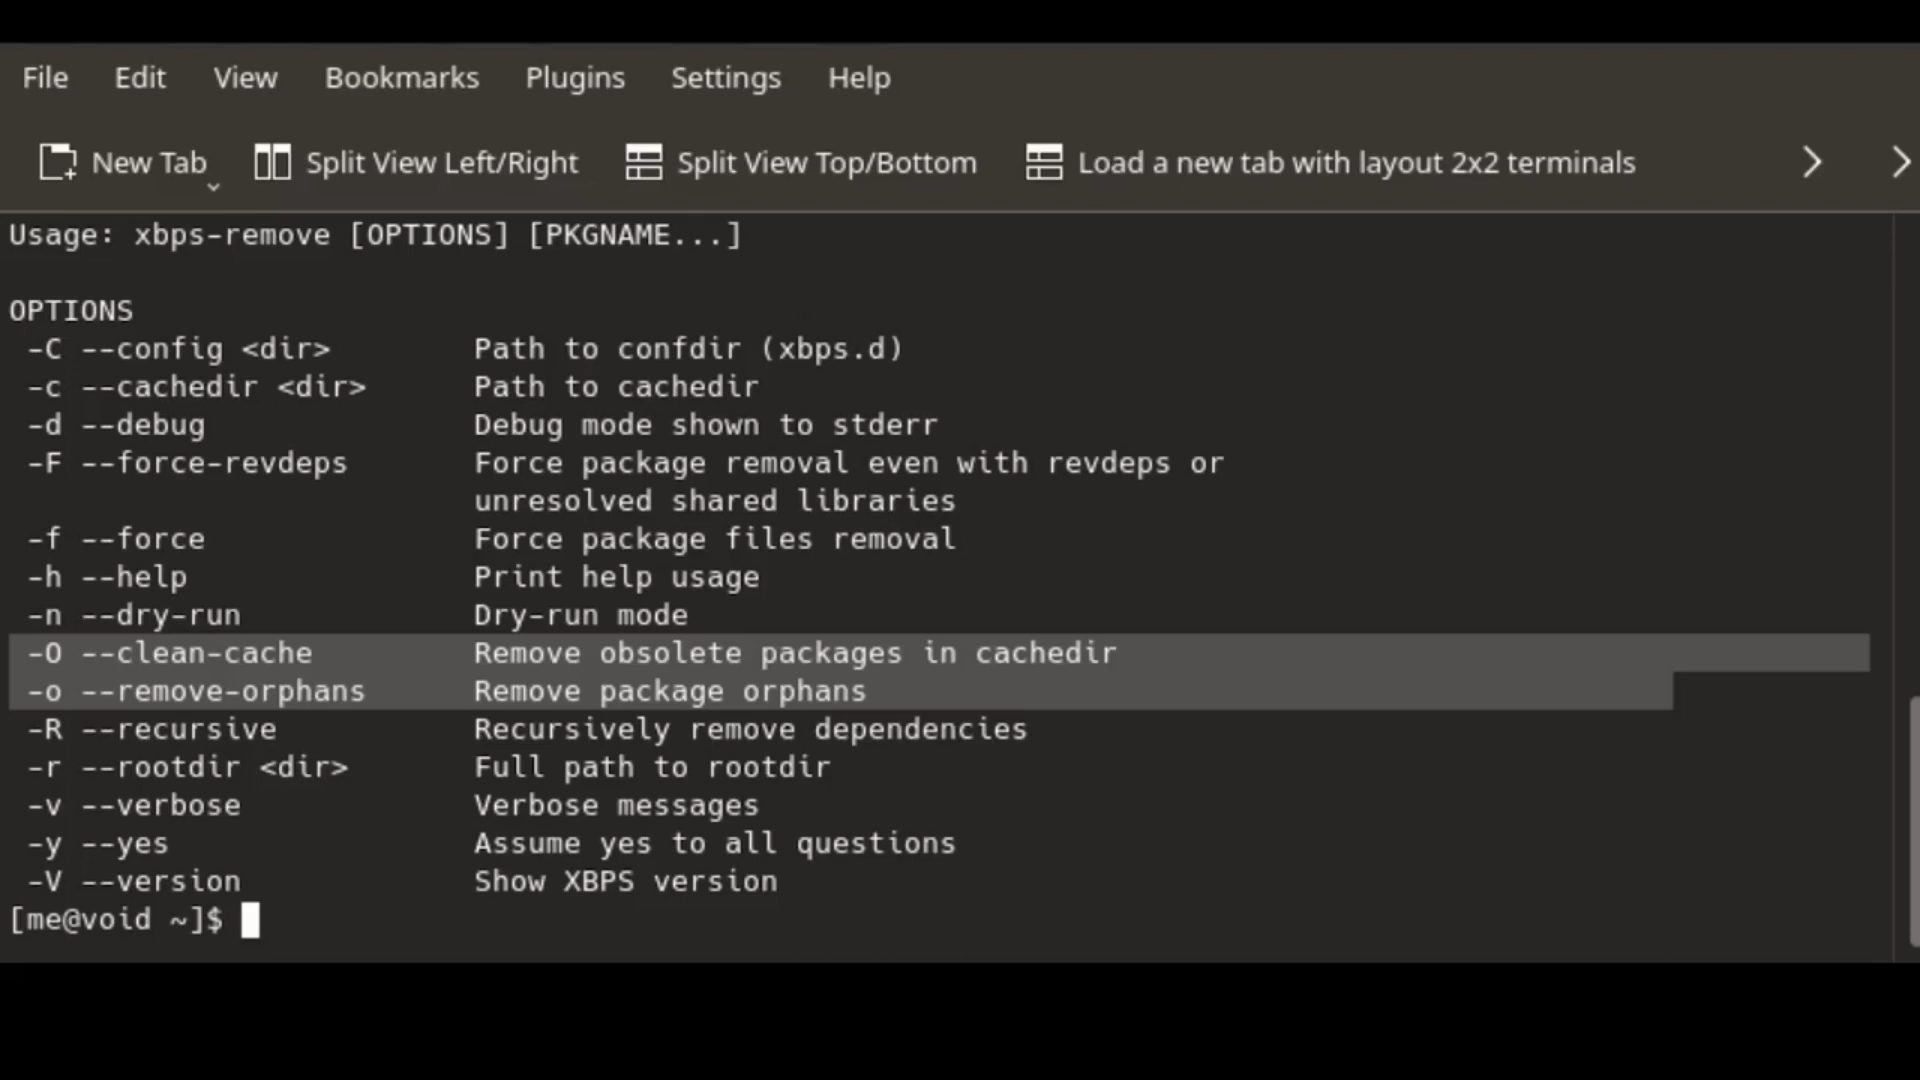 File Edit View Bookmarks Plugins Settings Help
New Tab Split View Left/Right Split View Top/Bottom Load a new tab with layout 2x2 terminals
Usage: xbps-remove [OPTIONS] [PKGNAME...]
OPTIONS
-C --config <dir> Path to confdir (xbps.d)
-c --cachedir <dir> Path to cachedir
-d --debug Debug mode shown to stderr
-F --force-revdeps Force package removal even with revdeps or
unresolved shared libraries
-f --force Force package files removal
-h --help Print help usage
-n --dry-run Dry-run mode
-O --clean-cache Remove obsolete packages in cachedir
-o --remove-orphans Remove package orphans
-R --recursive Recursively remove dependencies
-r --rootdir <dir> Full path to rootdir
-v --verbose Verbose messages
-y --yes Assume yes to all questions
-V --version Show XBPS version
[me@void ~]$